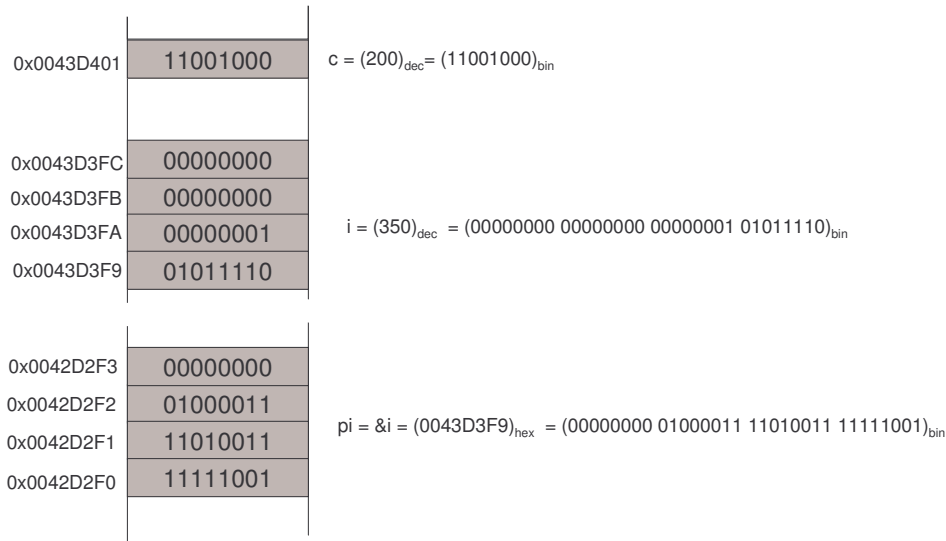 0x0043D401 11001000 c = (200)dec= (11001000)bin
0x0043D3FC 00000000
0x0043D3FB 00000000
0x0043D3FA 00000001 i = (350)dec = (00000000 00000000 00000001 01011110)bin
0x0043D3F9 01011110
0x0042D2F3 00000000
0x0042D2F2 01000011
pi = &i = (0043D3F9)hex = (00000000 01000011 11010011 11111001)bin
0x0042D2F1 11010011
0x0042D2F0 11111001